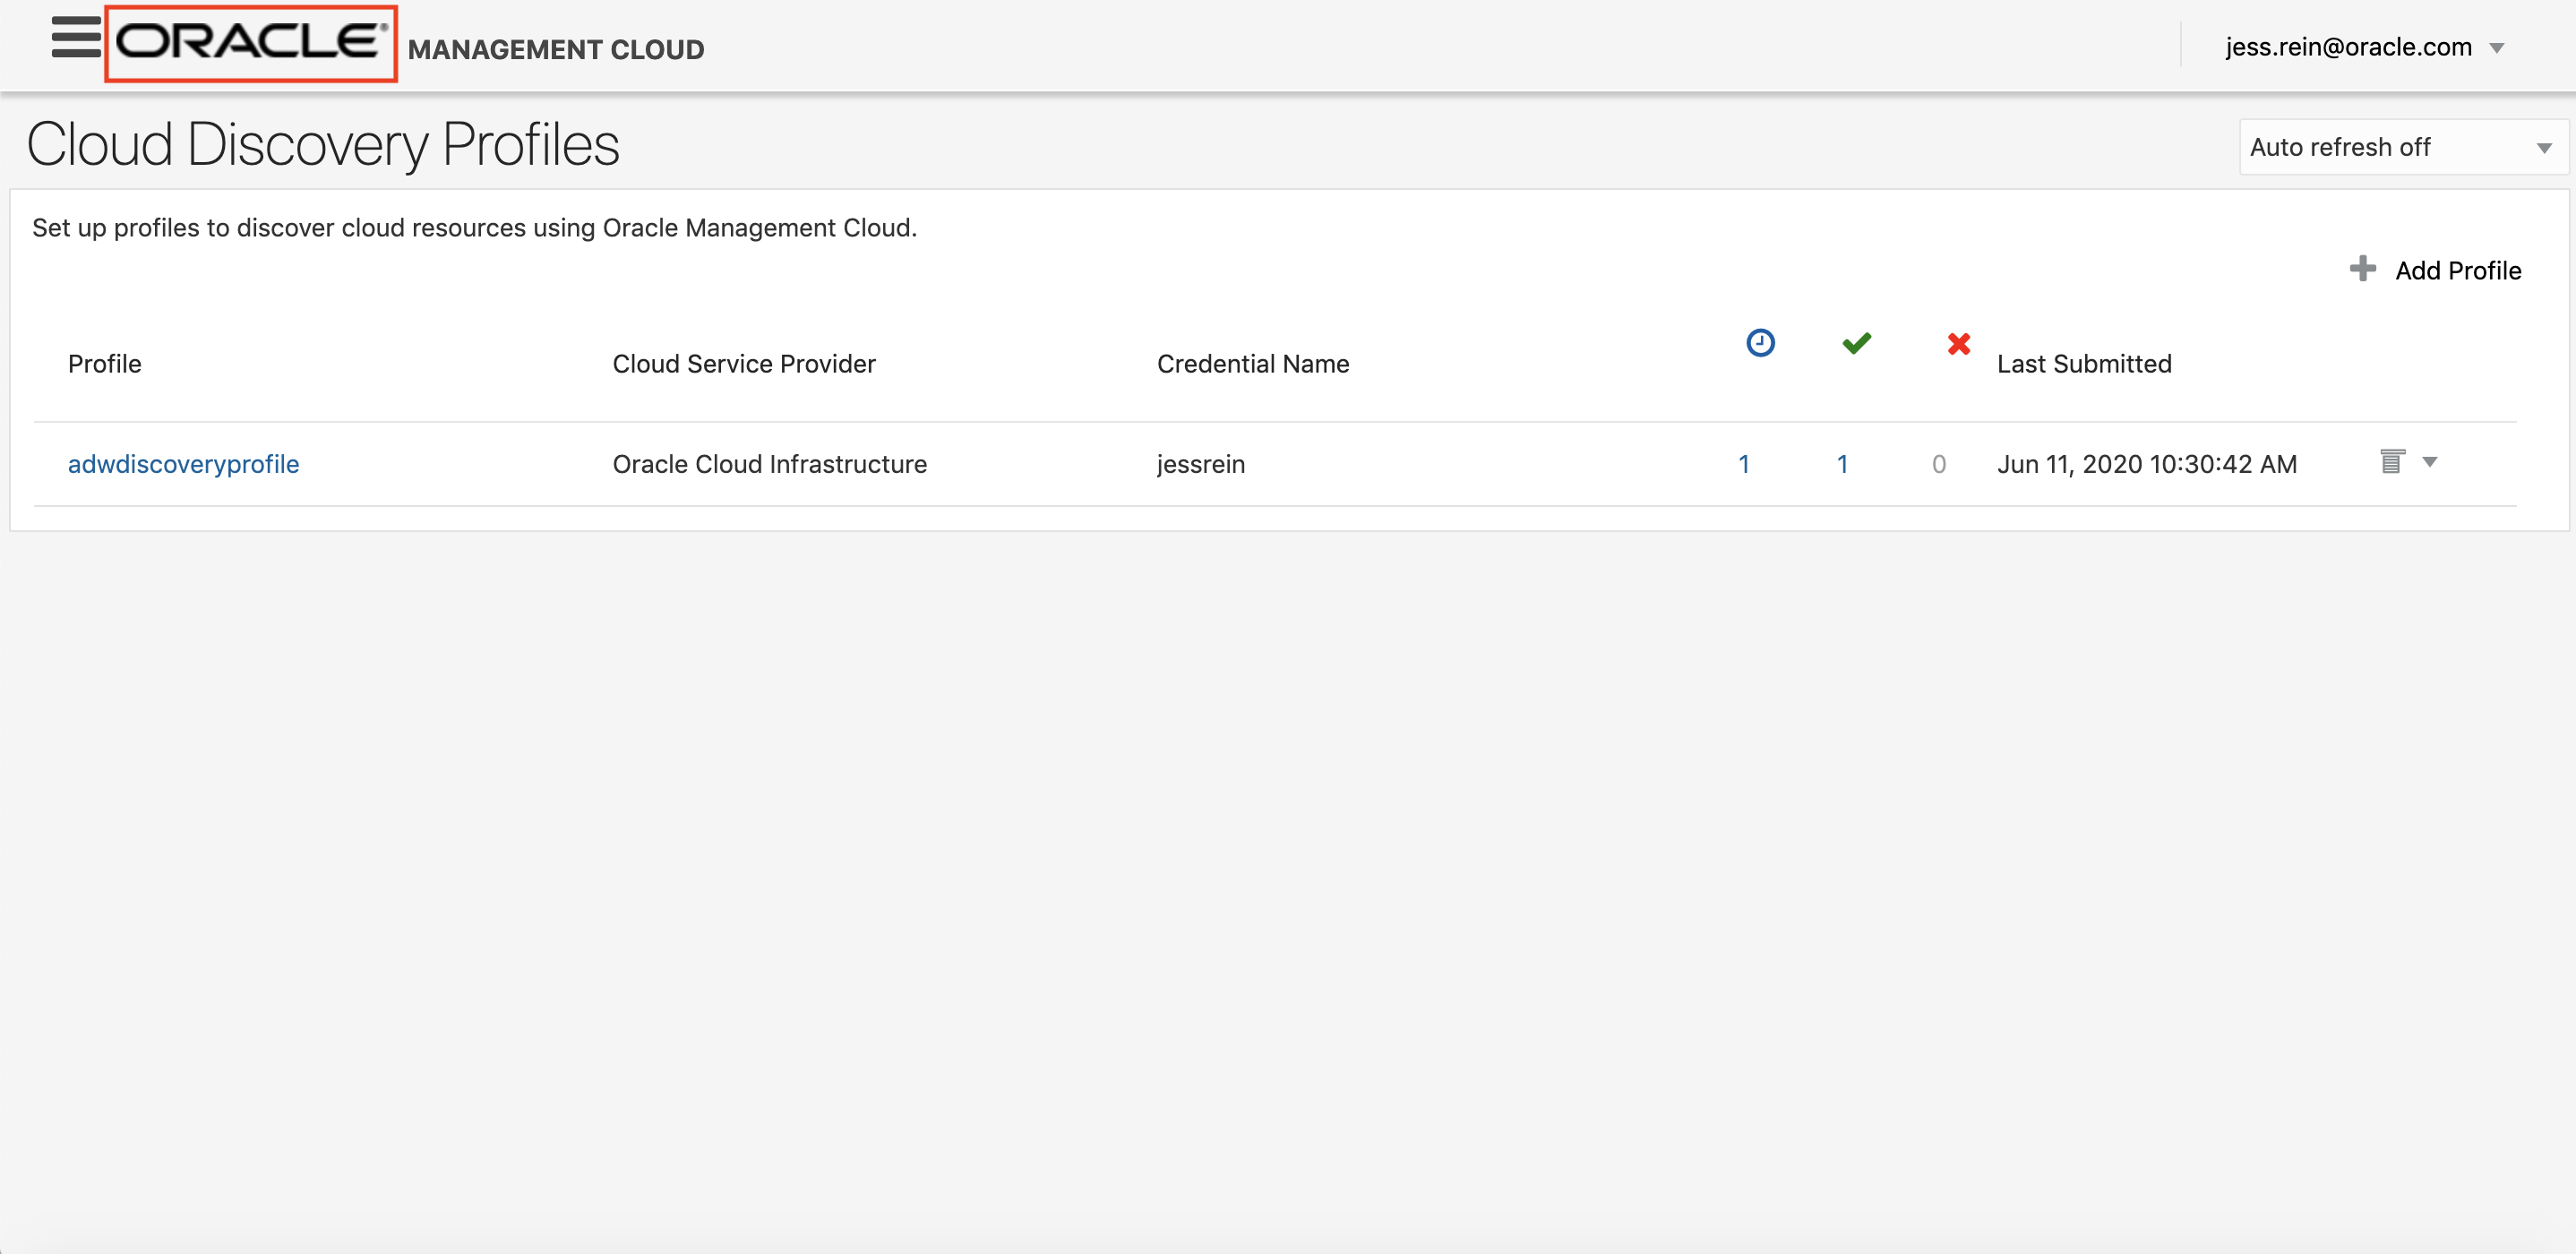 ORACLE® MANAGEMENT CLOUD
jess.rein@oracle.com
Cloud Discovery Profiles
Auto refresh off
Set up profiles to discover cloud resources using Oracle Management Cloud.
Add Profile
Profile Cloud Service Provider Credential Name Last Submitted
adwdiscoveryprofile Oracle Cloud Infrastructure jessrein 1 1 0 Jun 11, 2020 10:30:42 AM